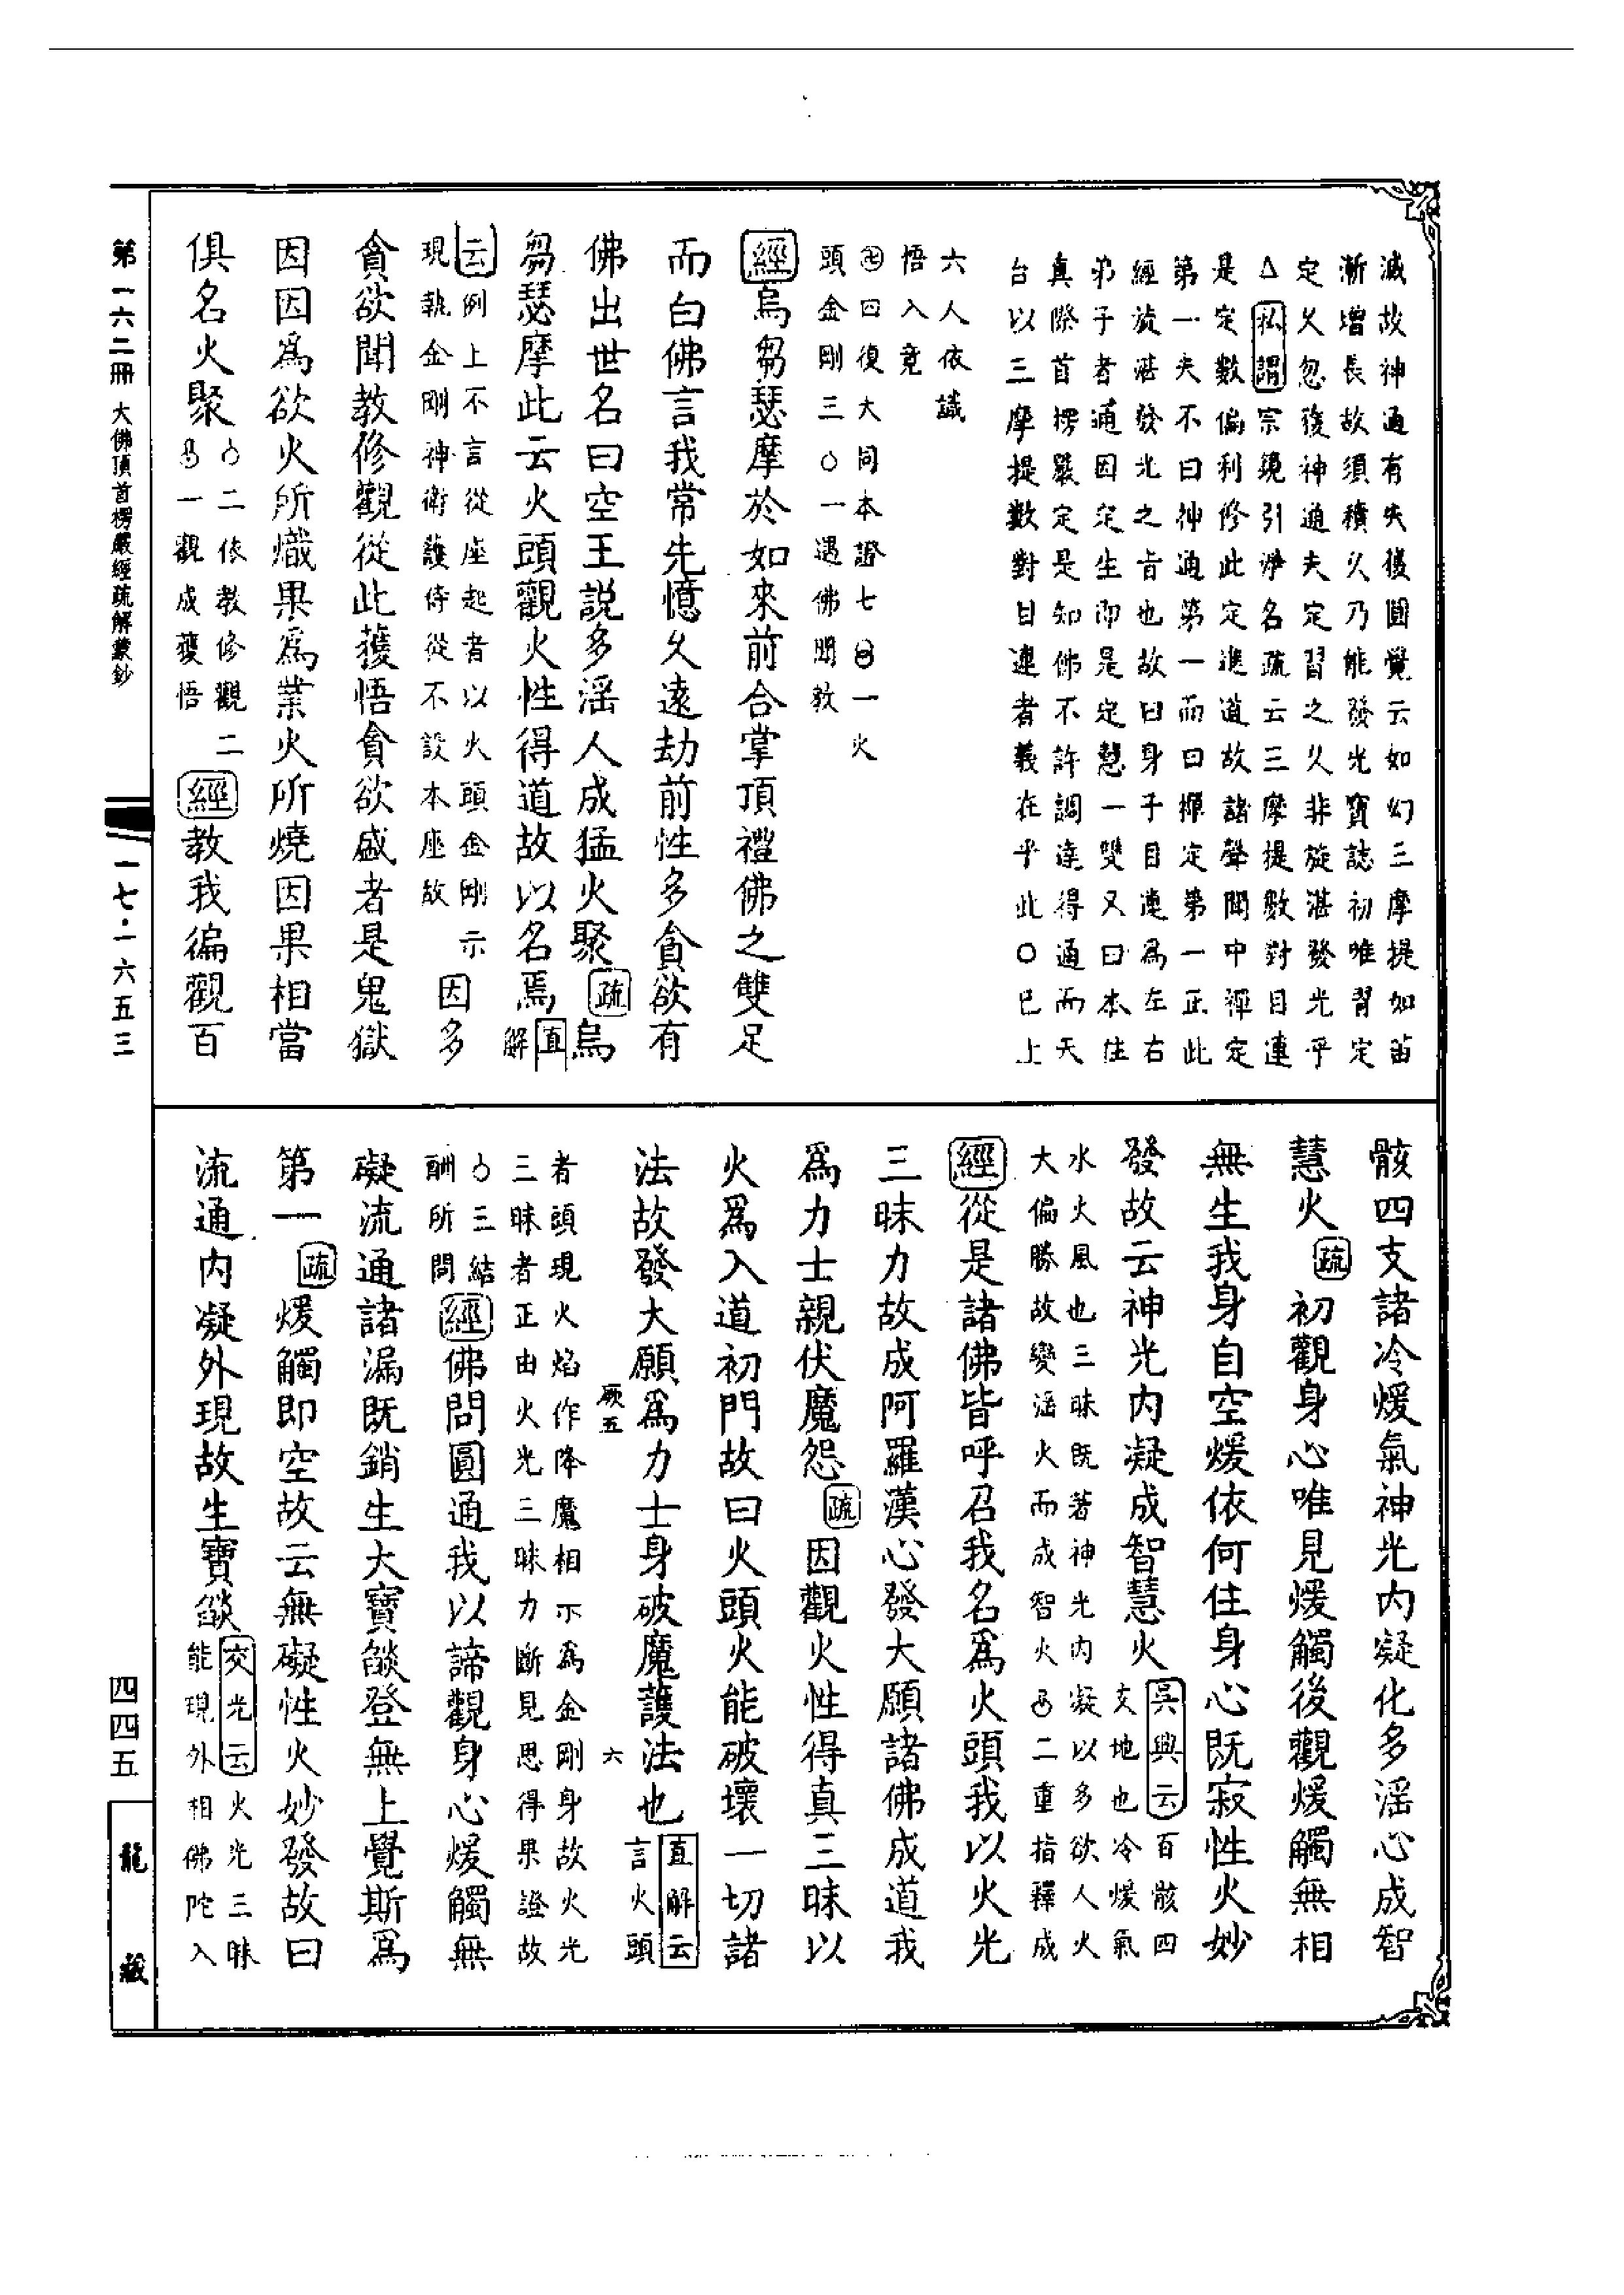 滅故神通有失後圓覺云如幻三摩提如苗
漸增長故須積久乃能發光寶誌初唯習定
定久忽獲神通夫定習之久非旋湛發光乎
△私謂宗鏡引淨名疏云三摩提數對目連
是定數偏利修此定進道故諸聲聞中禪定
第一夫不曰神通第一而曰禪定第一正此
經旋湛發光之旨也故曰身子目連為左右
弟子者通因定生即是定慧一雙又曰本住
真際首楞嚴定是知佛不許調達得通而天
台以三摩提數對目連者義在乎此○已上
六人依識
悟入竟
四復大同本證七一火
頭金剛三○一遇佛聞教
經烏芻瑟摩於如來前合掌頂禮佛之雙足
而白佛言我常先憶久遠劫前性多貪欲有
佛出世名曰空王說多滛人成猛火聚疏烏
芻瑟摩此云火頭觀火性得道故以名焉直解
云例上不言從座起者以火頭金剛示
現執金剛神衛護侍從不設本座故
因多
貪欲聞教修觀從此獲悟貪欲盛者是鬼獄
因因為欲火所熾果為業火所燒因果相當
俱名火聚
二依教修觀二
一觀成獲悟
經教我徧觀百
骸四支諸冷煖氣神光內凝化多滛心成智
慧火疏初觀身心唯見煖觸後觀煖觸無相
無生我身自空煖依何住身心既寂性火妙
發故云神光內凝成智慧火
吳興云百骸四
支地也冷煖氣
水火風也三昧既著神光內凝以多欲人火
大偏勝故變滛火而成智火二重指釋成
經從是諸佛皆呼召我名為火頭我以火光
三昧力故成阿羅漢心發大願諸佛成道我
為力士親伏魔怨疏因觀火性得真三昧以
火為入道初門故曰火頭火能破壞一切諸
法故發大願為力士身破魔護法也
直解云
言火頭
厥五
六
者頭現火焰作降魔相示為金剛身故火光
三昧者正由火光三昧力斷見思得果證故
三結
酬所問
經佛問圓通我以諦觀身心煖觸無
礙流通諸漏既銷生大寶燄登無上覺斯為
第一疏煖觸即空故云無礙性火妙發故曰
流通內凝外現故生寶燄
交光云火光三昧
能現外相佛陀入
第一六二冊 大佛頂首楞嚴經疏解蒙鈔
一七·一六五三
四四五
龍藏